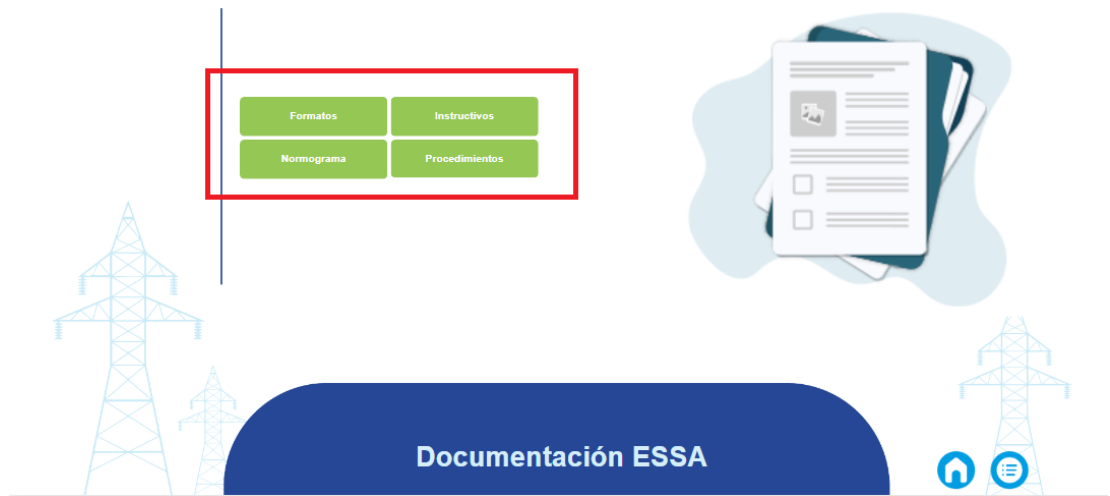 Formatos Instructivos
Normograma Procedimientos
Documentación ESSA